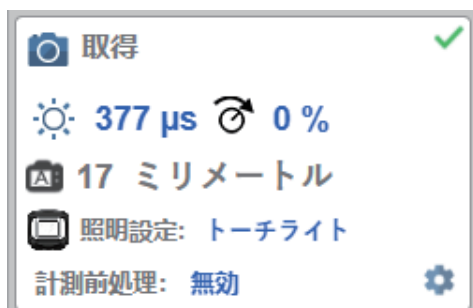 取得
377 µs 0 %
A 17 ミリメートル
照明設定: トーチライト
計測前処理: 無効